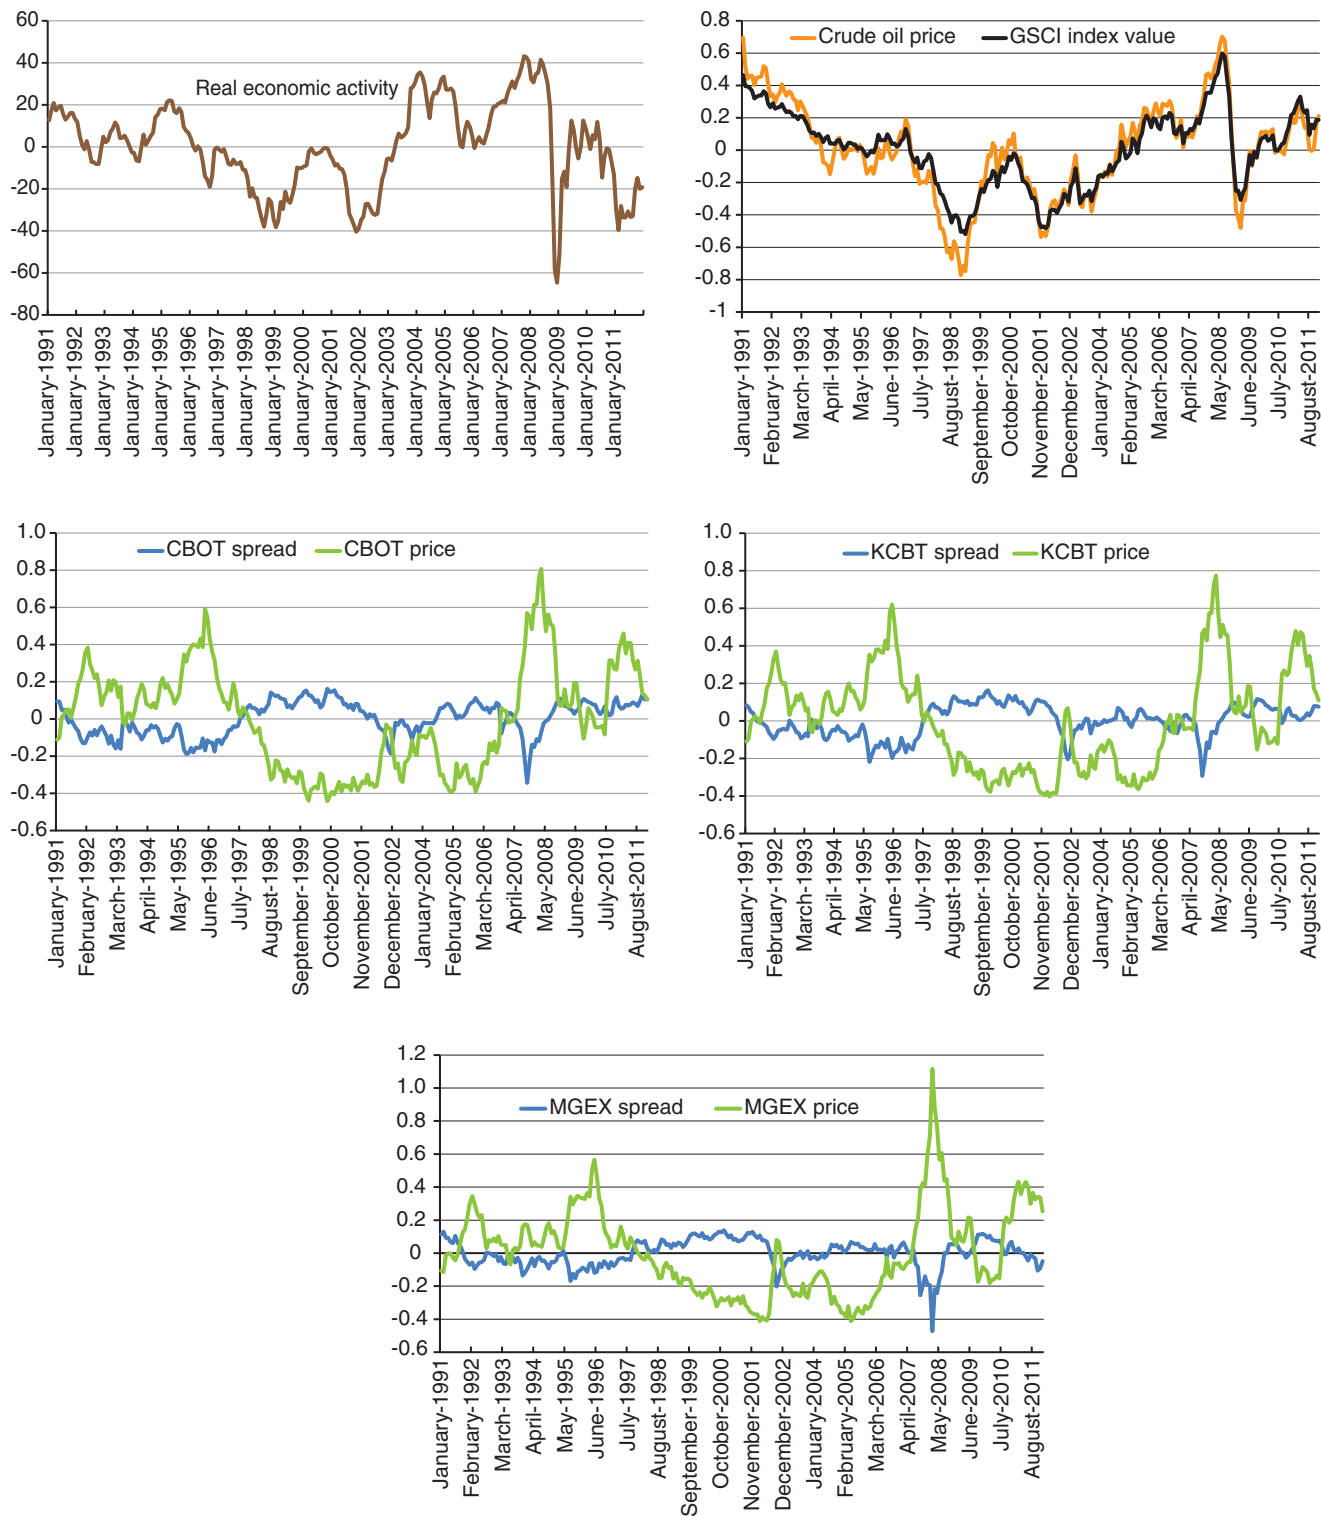 60
40
20
0
-20
-40
-60
-80
Real economic activity
January-1991
January-1992
January-1993
January-1994
January-1995
January-1996
January-1997
January-1998
January-1999
January-2000
January-2001
January-2002
January-2003
January-2004
January-2005
January-2006
January-2007
January-2008
January-2009
January-2010
January-2011
0.8
0.6
0.4
0.2
0
-0.2
-0.4
-0.6
-0.8
-1
Crude oil price GSCI index value
January-1991
February-1992
March-1993
April-1994
May-1995
June-1996
July-1997
August-1998
September-1999
October-2000
November-2001
December-2002
January-2004
February-2005
March-2006
April-2007
May-2008
June-2009
July-2010
August-2011
1.0
0.8
0.6
0.4
0.2
0
-0.2
-0.4
-0.6
CBOT spread CBOT price
January-1991
February-1992
March-1993
April-1994
May-1995
June-1996
July-1997
August-1998
September-1999
October-2000
November-2001
December-2002
January-2004
February-2005
March-2006
April-2007
May-2008
June-2009
July-2010
August-2011
1.0
0.8
0.6
0.4
0.2
0
-0.2
-0.4
-0.6
KCBT spread KCBT price
January-1991
February-1992
March-1993
April-1994
May-1995
June-1996
July-1997
August-1998
September-1999
October-2000
November-2001
December-2002
January-2004
February-2005
March-2006
April-2007
May-2008
June-2009
July-2010
August-2011
1.2
1.0
0.8
0.6
0.4
0.2
0
-0.2
-0.4
-0.6
MGEX spread MGEX price
January-1991
February-1992
March-1993
April-1994
May-1995
June-1996
July-1997
August-1998
September-1999
October-2000
November-2001
December-2002
January-2004
February-2005
March-2006
April-2007
May-2008
June-2009
July-2010
August-2011